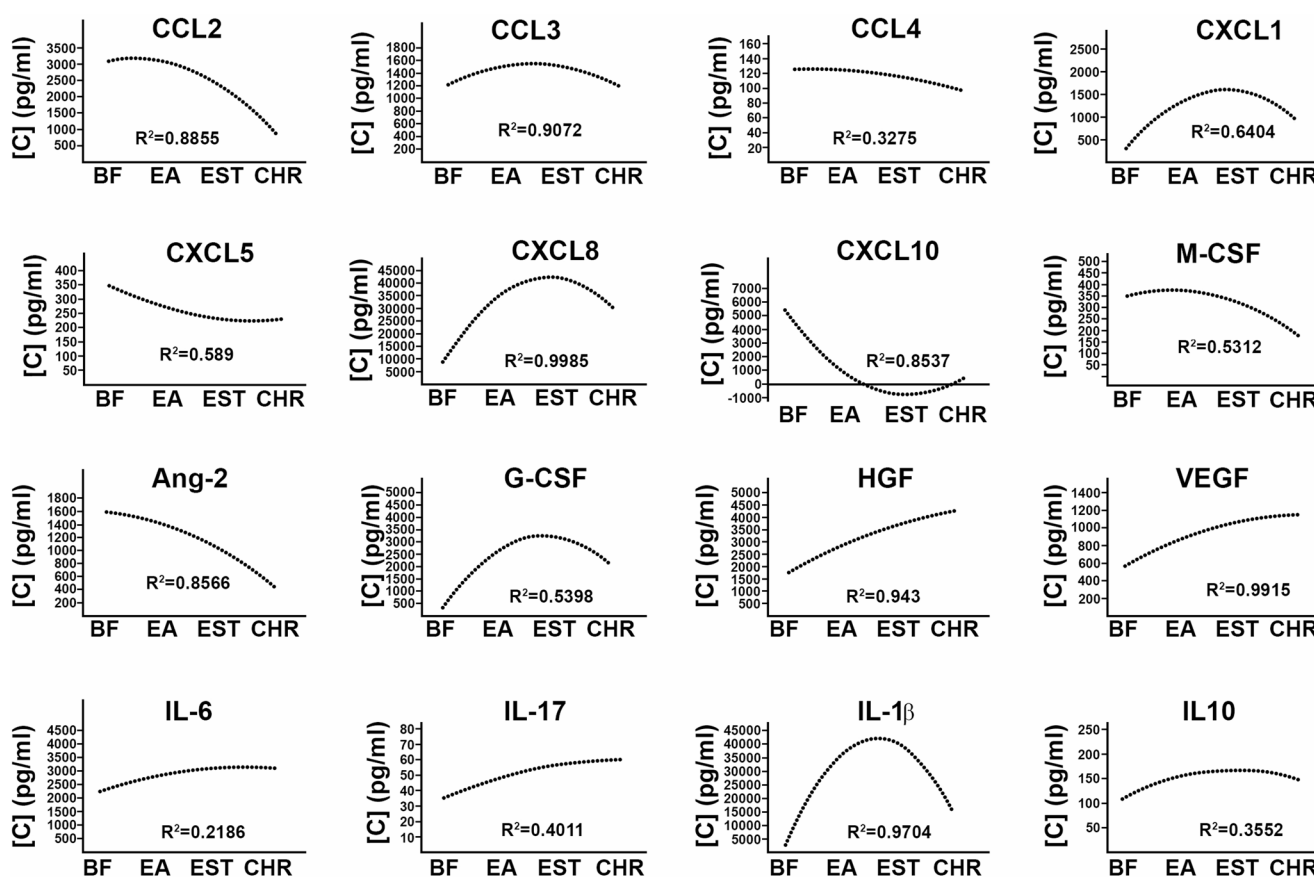 CCL2
[C] (pg/ml)
3500
3000
2500
2000
1500
1000
500
R²=0.8855
BF EA EST CHR
CCL3
[C] (pg/ml)
1800
1600
1400
1200
1000
800
600
400
200
R²=0.9072
BF EA EST CHR
CCL4
[C] (pg/ml)
160
140
120
100
80
60
40
20
R²=0.3275
BF EA EST CHR
CXCL1
[C] (pg/ml)
2500
2000
1500
1000
500
R²=0.6404
BF EA EST CHR
CXCL5
[C] (pg/ml)
400
350
300
250
200
150
100
50
R²=0.589
BF EA EST CHR
CXCL8
[C] (pg/ml)
45000
40000
35000
30000
25000
20000
15000
10000
5000
R²=0.9985
BF EA EST CHR
CXCL10
[C] (pg/ml)
7000
6000
5000
4000
3000
2000
1000
0
-1000
R²=0.8537
BF EA EST CHR
M-CSF
[C] (pg/ml)
500
450
400
350
300
250
200
150
100
50
R²=0.5312
BF EA EST CHR
Ang-2
[C] (pg/ml)
1800
1600
1400
1200
1000
800
600
400
200
R²=0.8566
BF EA EST CHR
G-CSF
[C] (pg/ml)
5000
4500
4000
3500
3000
2500
2000
1500
1000
500
R²=0.5398
BF EA EST CHR
HGF
[C] (pg/ml)
5000
4500
4000
3500
3000
2500
2000
1500
1000
500
R²=0.943
BF EA EST CHR
VEGF
[C] (pg/ml)
1400
1200
1000
800
600
400
200
R²=0.9915
BF EA EST CHR
IL-6
[C] (pg/ml)
4500
4000
3500
3000
2500
2000
1500
1000
500
R²=0.2186
BF EA EST CHR
IL-17
[C] (pg/ml)
80
70
60
50
40
30
20
10
R²=0.4011
BF EA EST CHR
IL-1β
[C] (pg/ml)
45000
40000
35000
30000
25000
20000
15000
10000
5000
R²=0.9704
BF EA EST CHR
IL10
[C] (pg/ml)
250
200
150
100
50
R²=0.3552
BF EA EST CHR